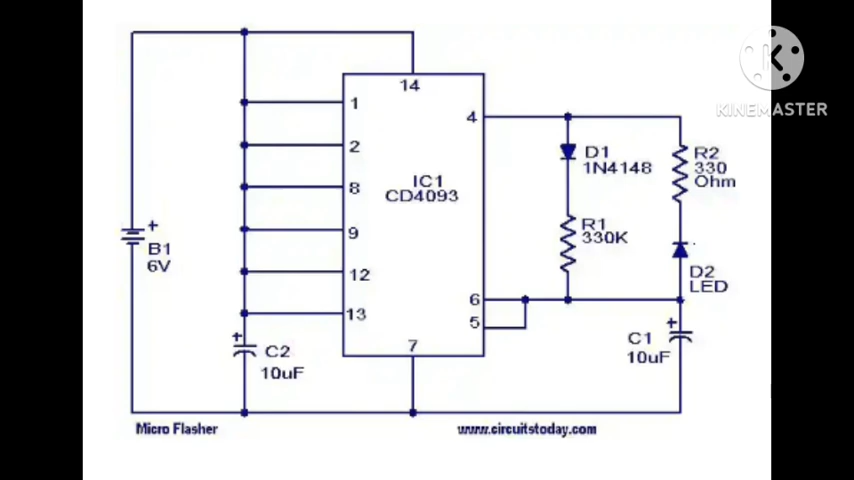 KINEMASTER
14
1
2
8
9
12
13
7
4
6
5
IC1
CD4093
+
B1
6V
+
C2
10uF
D1
1N4148
R1
330K
R2
330
Ohm
D2
LED
+
C1
10uF
Micro Flasher
www.circuitstoday.com